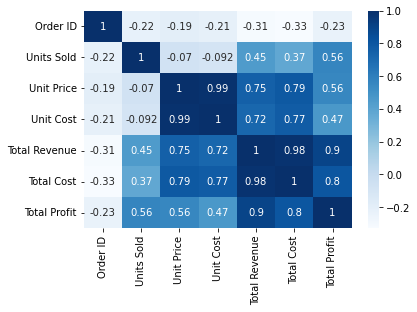 Order ID 1 -0.22 -0.19 -0.21 -0.31 -0.33 -0.23
Units Sold -0.22 1 -0.07 -0.092 0.45 0.37 0.56
Unit Price -0.19 -0.07 1 0.99 0.75 0.79 0.56
Unit Cost -0.21 -0.092 0.99 1 0.72 0.77 0.47
Total Revenue -0.31 0.45 0.75 0.72 1 0.98 0.9
Total Cost -0.33 0.37 0.79 0.77 0.98 1 0.8
Total Profit -0.23 0.56 0.56 0.47 0.9 0.8 1
Order ID
Units Sold
Unit Price
Unit Cost
Total Revenue
Total Cost
Total Profit
1.0
0.8
0.6
0.4
0.2
0.0
−0.2